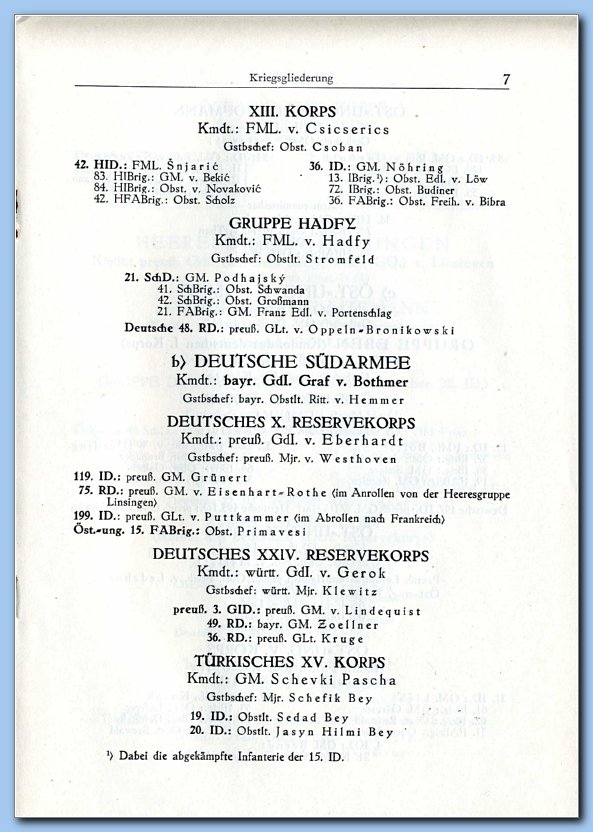 Kriegsgliederung 7
XIII. KORPS
Kmdt.: FML. v. Csicserics
Gstbschef: Obst. Csoban
42. HID.: FML. Šnjarić
83. HIBrig.: GM. v. Bekić
84. HIBrig.: Obst. v. Novaković
42. HFABrig.: Obst. Scholz
36. ID.: GM. Nöhring
13. IBrig.¹): Obst. Edl. v. Löw
72. IBrig.: Obst. Budiner
36. FABrig.: Obst. Freih. v. Bibra
GRUPPE HADFY
Kmdt.: FML. v. Hadfy
Gstbschef: Obstlt. Stromfeld
21. SchD.: GM. Podhajský
41. SchBrig.: Obst. Schwanda
42. SchBrig.: Obst. Großmann
21. FABrig.: GM. Franz Edl. v. Portenschlag
Deutsche 48. RD.: preuß. GLt. v. Oppeln-Bronikowski
b) DEUTSCHE SÜDARMEE
Kmdt.: bayr. GdI. Graf v. Bothmer
Gstbschef: bayr. Obstlt. Ritt. v. Hemmer
DEUTSCHES X. RESERVEKORPS
Kmdt.: preuß. GdI. v. Eberhardt
Gstbschef: preuß. Mjr. v. Westhoven
119. ID.: preuß. GM. Grünert
75. RD.: preuß. GM. v. Eisenhart-Rothe (im Anrollen von der Heeresgruppe
Linsingen)
199. ID.: preuß. GLt. v. Puttkammer (im Abrollen nach Frankreich)
Öst.-ung. 15. FABrig.: Obst. Primavesi
DEUTSCHES XXIV. RESERVEKORPS
Kmdt.: württ. GdI. v. Gerok
Gstbschef: württ. Mjr. Klewitz
preuß. 3. GID.: preuß. GM. v. Lindequist
49. RD.: bayr. GM. Zoellner
36. RD.: preuß. GLt. Kruge
TÜRKISCHES XV. KORPS
Kmdt.: GM. Schevki Pascha
Gstbschef: Mjr. Schefik Bey
19. ID.: Obstlt. Sedad Bey
20. ID.: Obstlt. Jasyn Hilmi Bey
¹) Dabei die abgekämpfte Infanterie der 15. ID.